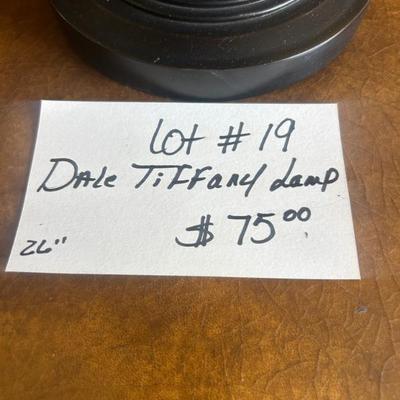 Lot # 19
Dale Tiffany Lamp
$ 75.00
26"